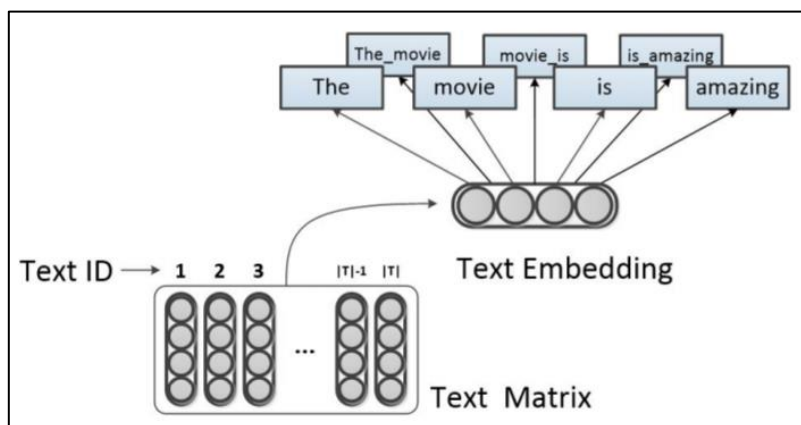 The_movie movie_is is_amazing
The movie is amazing
Text Embedding
Text ID 1 2 3 |T|-1 |T|
...
Text Matrix